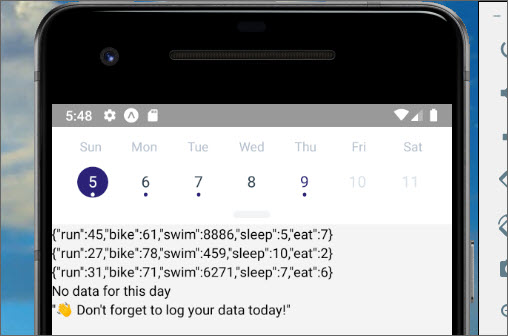 5:48
Sun Mon Tue Wed Thu Fri Sat
5 6 7 8 9 10 11
{"run":45,"bike":61,"swim":8886,"sleep":5,"eat":7}
{"run":27,"bike":78,"swim":459,"sleep":10,"eat":2}
{"run":31,"bike":71,"swim":6271,"sleep":7,"eat":6}
No data for this day
"👋 Don't forget to log your data today!"